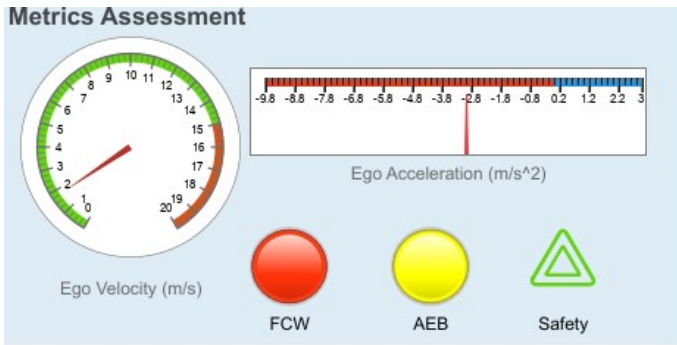 Metrics Assessment
0 1 2 3 4 5 6 7 8 9 10 11 12 13 14 15 16 17 18 19 20
-9.8 -8.8 -7.8 -6.8 -5.8 -4.8 -3.8 -2.8 -1.8 -0.8 0.2 1.2 2.2 3
Ego Acceleration (m/s^2)
Ego Velocity (m/s)
FCW AEB Safety